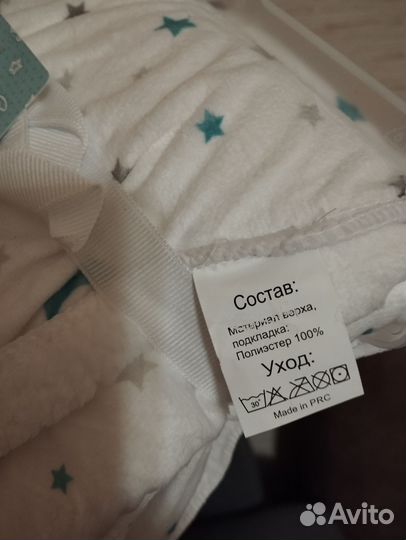 Состав:
Материал верха,
подкладка:
Полиэстер 100%
Уход:
30°
Made in PRC
Avito